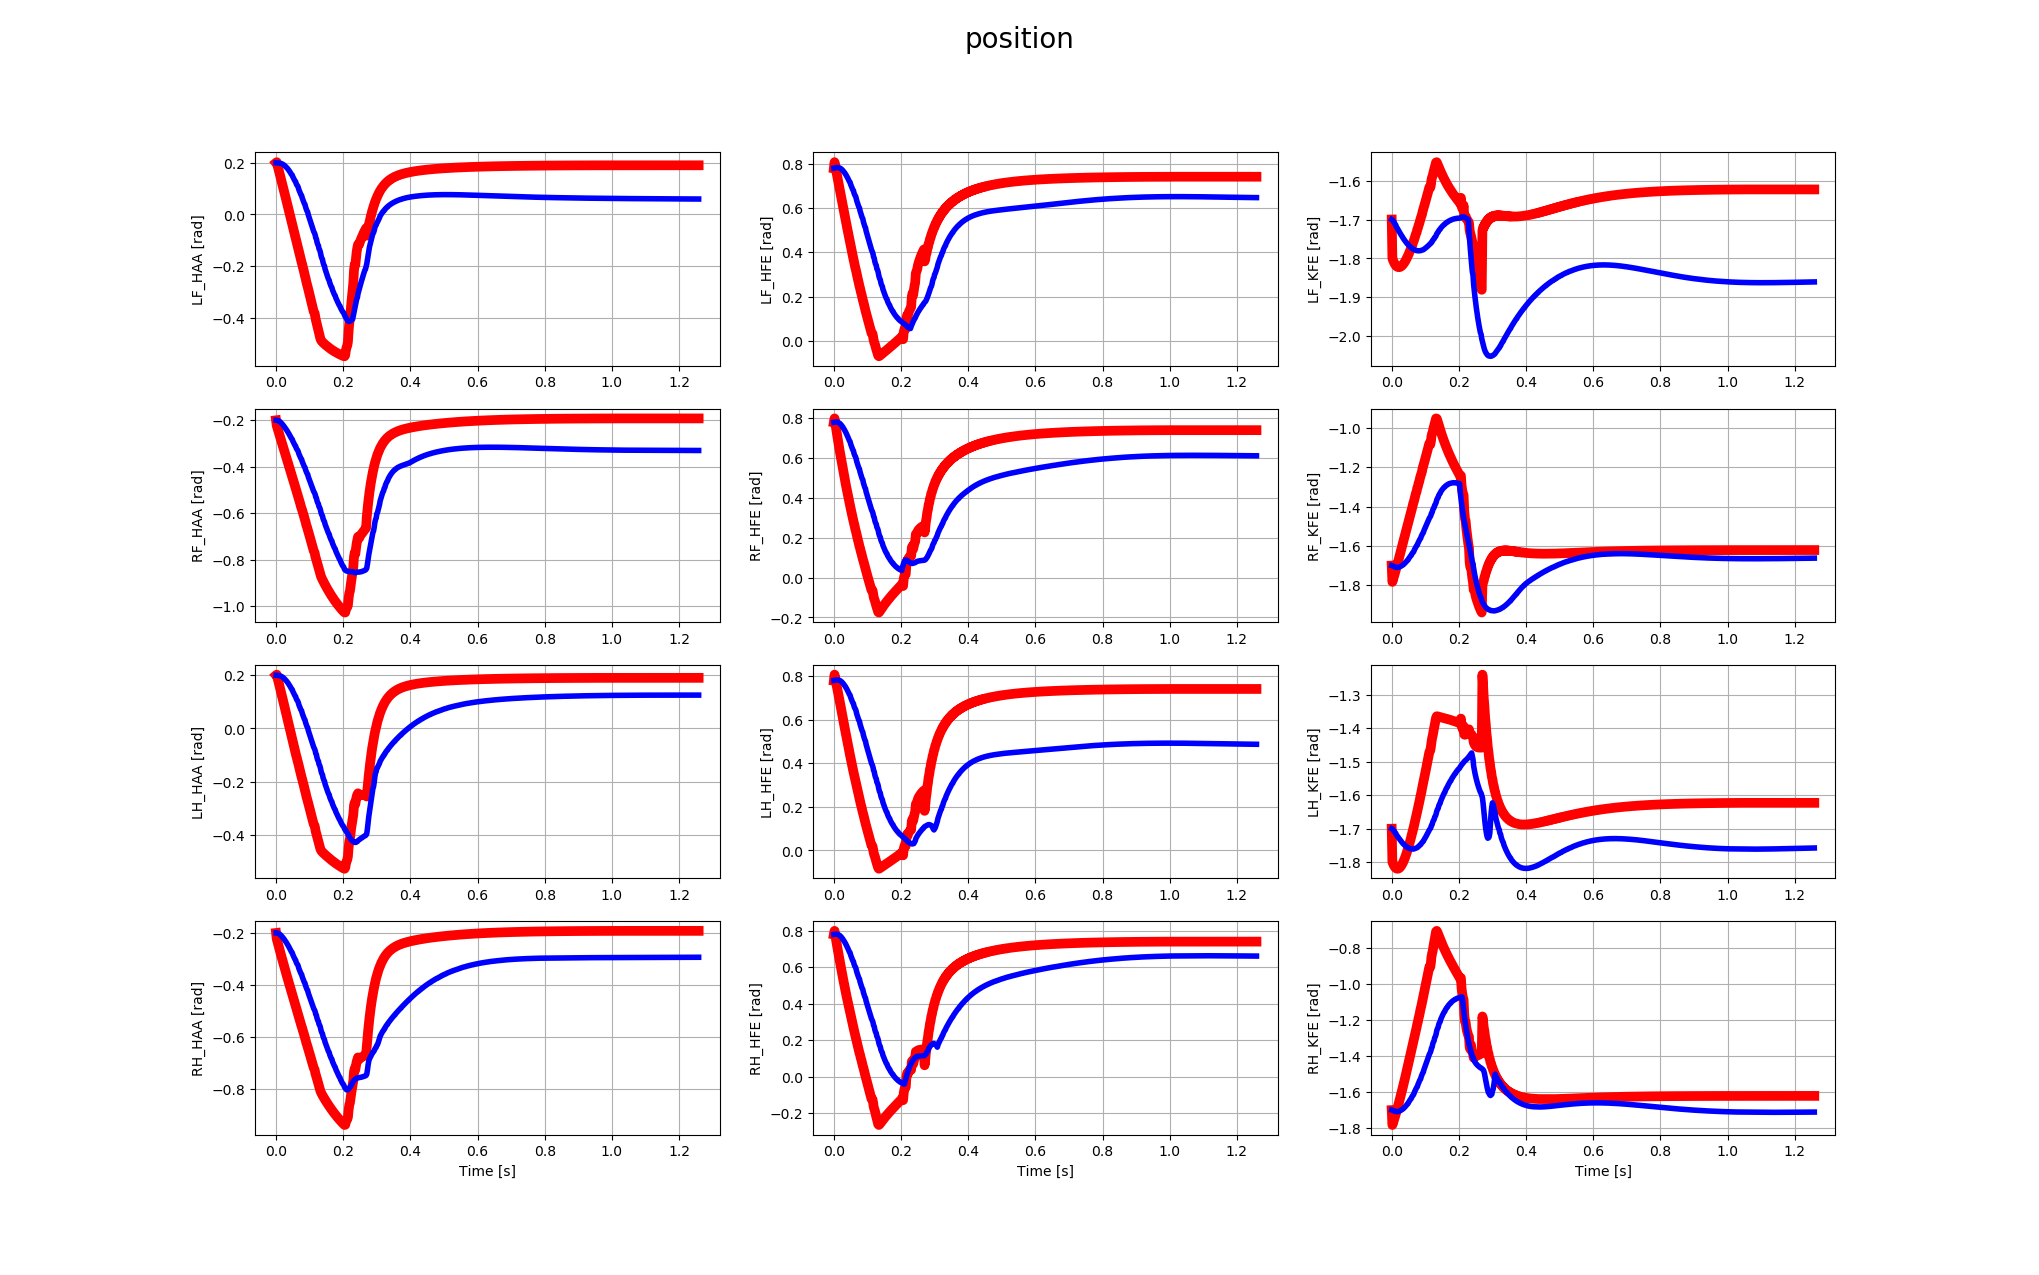 position
LF_HAA [rad]
0.2
0.0
−0.2
−0.4
0.0 0.2 0.4 0.6 0.8 1.0 1.2
LF_HFE [rad]
0.8
0.6
0.4
0.2
0.0
0.0 0.2 0.4 0.6 0.8 1.0 1.2
LF_KFE [rad]
−1.6
−1.7
−1.8
−1.9
−2.0
0.0 0.2 0.4 0.6 0.8 1.0 1.2
RF_HAA [rad]
−0.2
−0.4
−0.6
−0.8
−1.0
0.0 0.2 0.4 0.6 0.8 1.0 1.2
RF_HFE [rad]
0.8
0.6
0.4
0.2
0.0
−0.2
0.0 0.2 0.4 0.6 0.8 1.0 1.2
RF_KFE [rad]
−1.0
−1.2
−1.4
−1.6
−1.8
0.0 0.2 0.4 0.6 0.8 1.0 1.2
LH_HAA [rad]
0.2
0.0
−0.2
−0.4
0.0 0.2 0.4 0.6 0.8 1.0 1.2
LH_HFE [rad]
0.8
0.6
0.4
0.2
0.0
0.0 0.2 0.4 0.6 0.8 1.0 1.2
LH_KFE [rad]
−1.3
−1.4
−1.5
−1.6
−1.7
−1.8
0.0 0.2 0.4 0.6 0.8 1.0 1.2
RH_HAA [rad]
−0.2
−0.4
−0.6
−0.8
0.0 0.2 0.4 0.6 0.8 1.0 1.2
Time [s]
RH_HFE [rad]
0.8
0.6
0.4
0.2
0.0
−0.2
0.0 0.2 0.4 0.6 0.8 1.0 1.2
Time [s]
RH_KFE [rad]
−0.8
−1.0
−1.2
−1.4
−1.6
−1.8
0.0 0.2 0.4 0.6 0.8 1.0 1.2
Time [s]